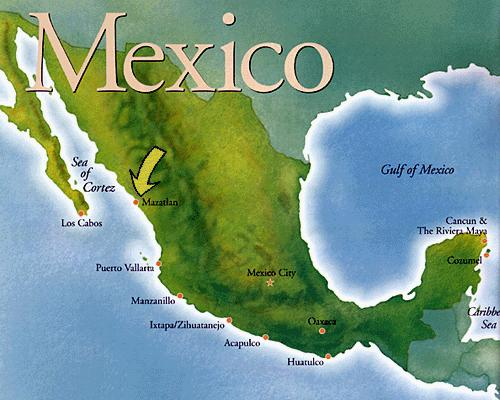 Mexico
Sea
of
Cortez
Gulf of Mexico
Mazatlan
Los Cabos
Cancun &
The Riviera Maya
Cozumel
Puerto Vallarta
Mexico City
Manzanillo
Caribbe
Sea
Ixtapa/Zihuatanejo
Oaxaca
Acapulco
Huatulco